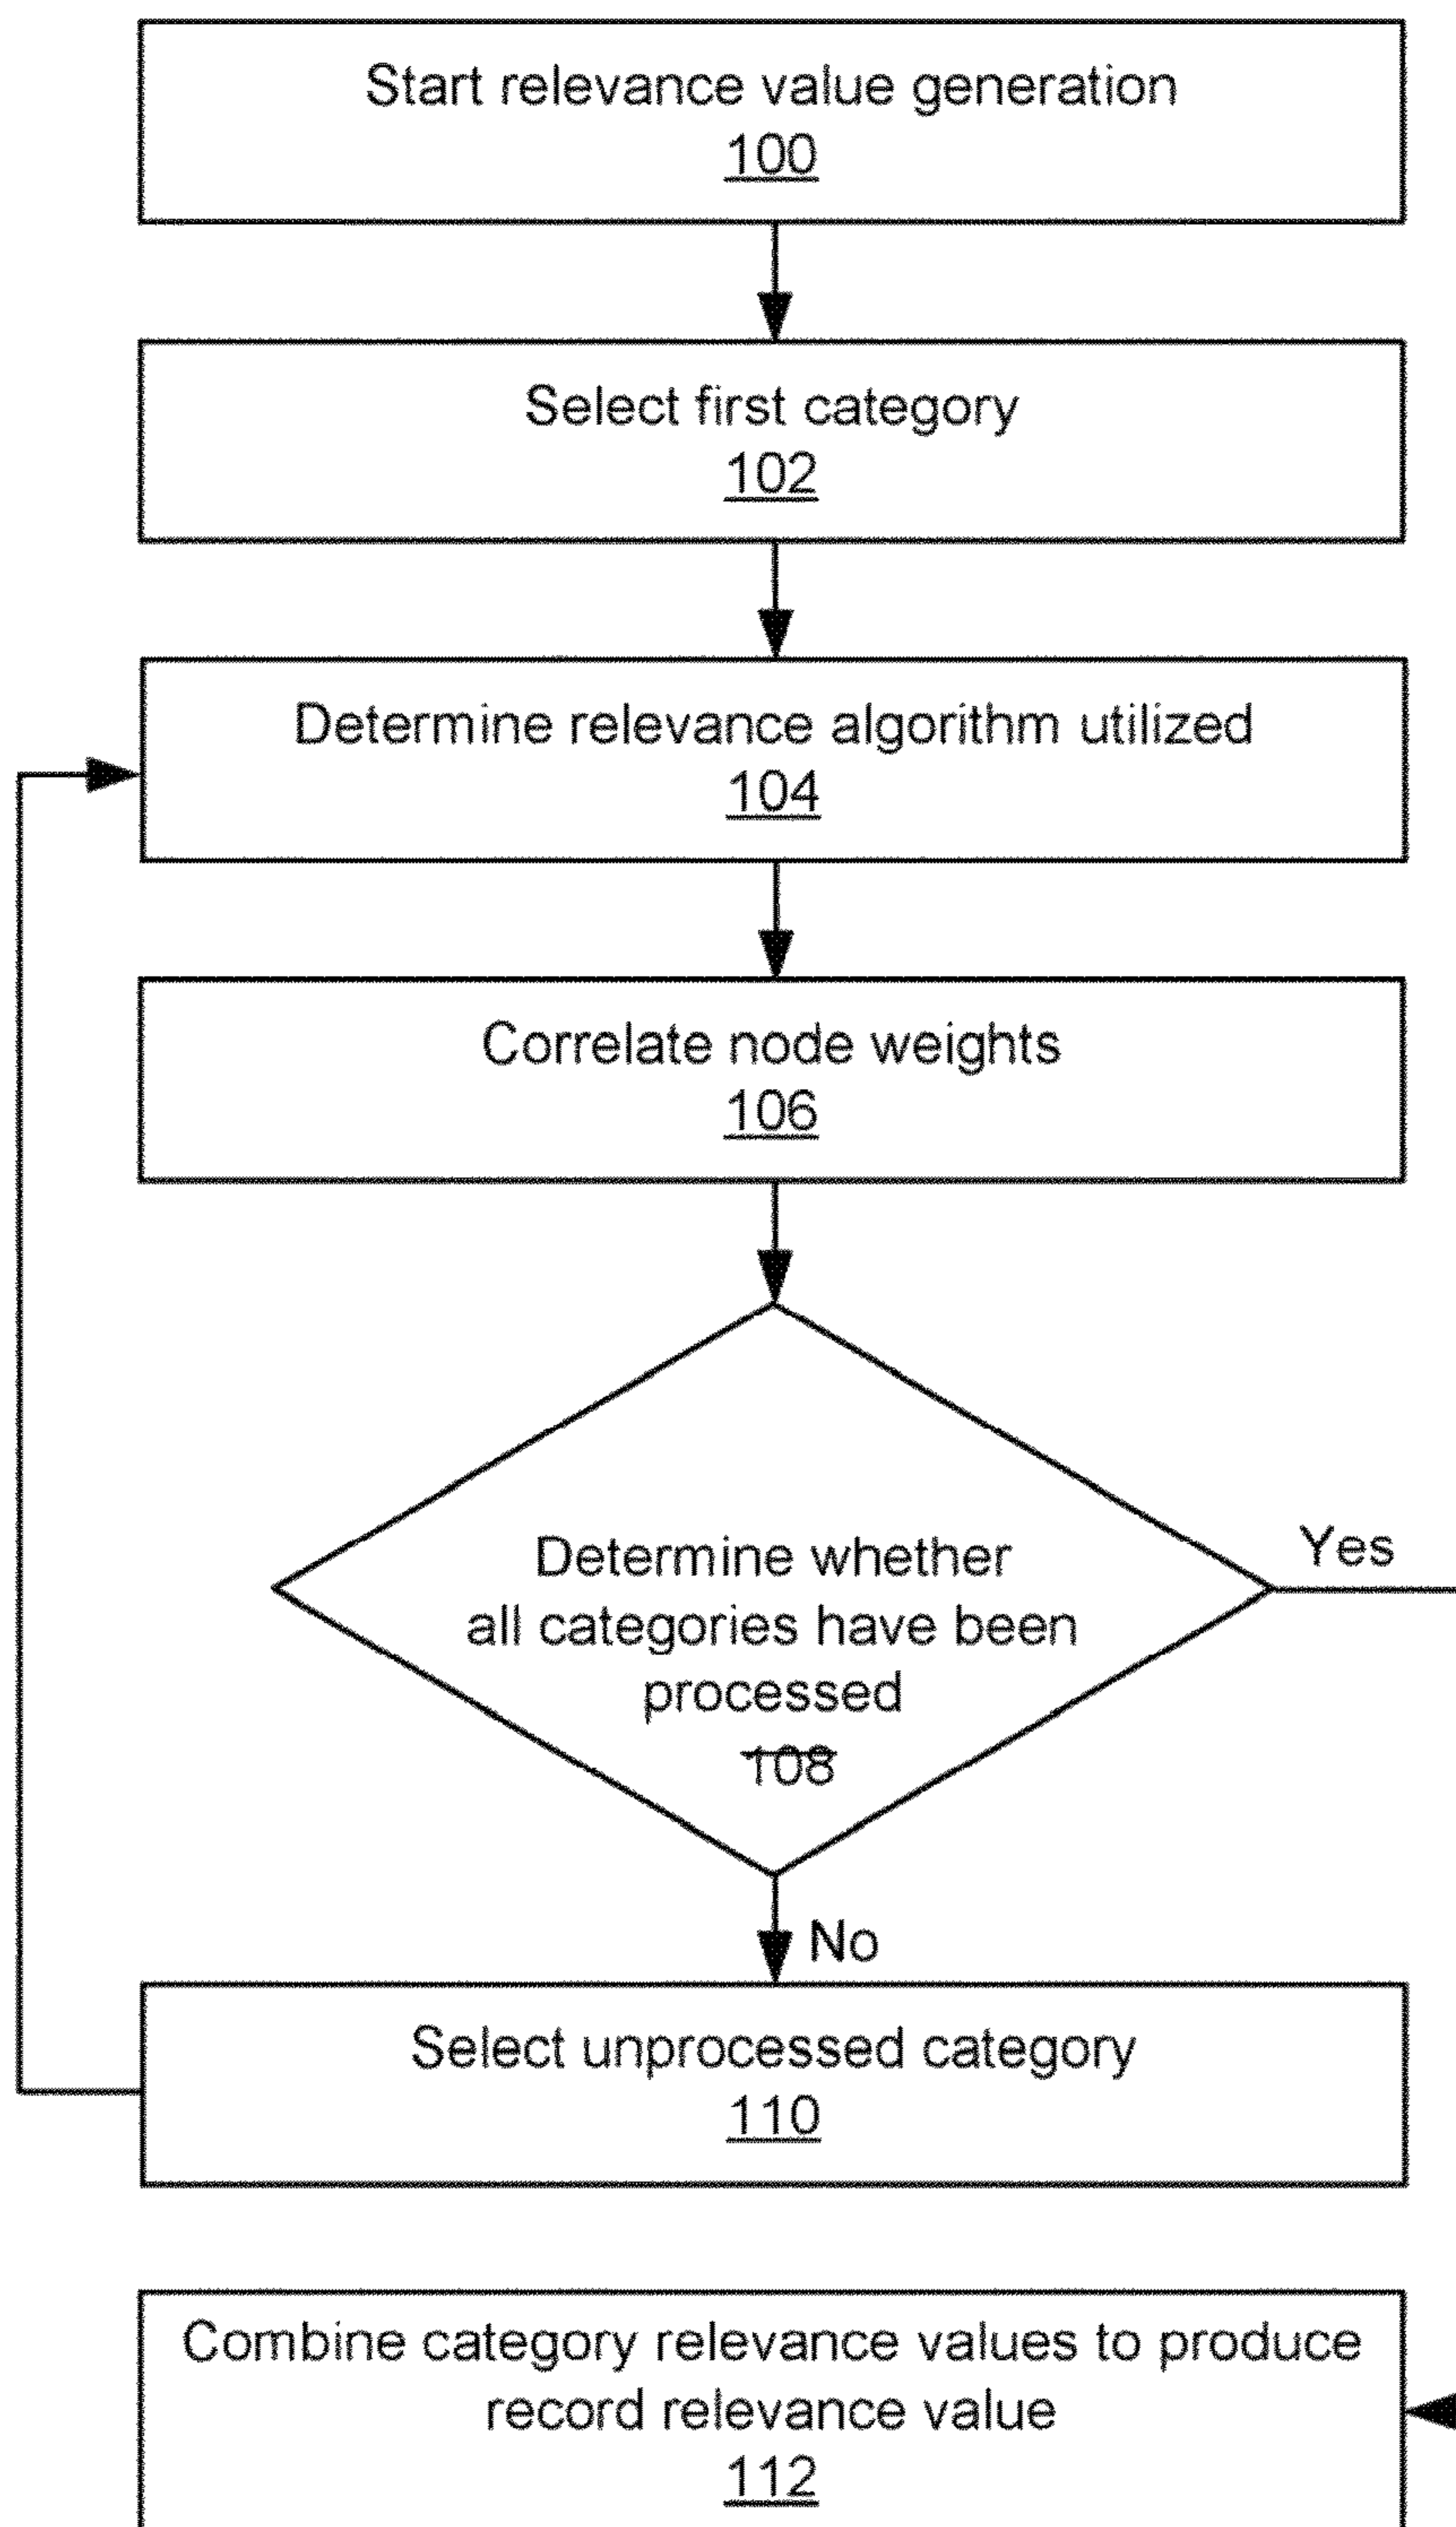 Start relevance value generation
100
Select first category
102
Determine relevance algorithm utilized
104
Correlate node weights
106
Determine whether
all categories have been
processed
108
Yes
No
Select unprocessed category
110
Combine category relevance values to produce
record relevance value
112